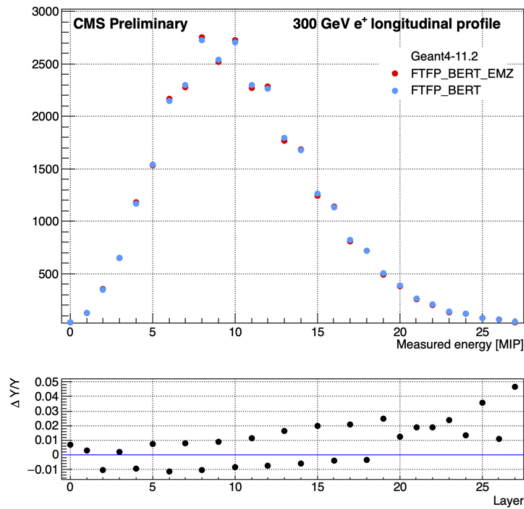 CMS Preliminary 300 GeV e⁺ longitudinal profile
Geant4-11.2
FTFP_BERT_EMZ
FTFP_BERT
3000
2500
2000
1500
1000
500
0 5 10 15 20 25
Measured energy [MIP]
Δ Y/Y
0.05
0.04
0.03
0.02
0.01
0
−0.01
0 5 10 15 20 25
Layer